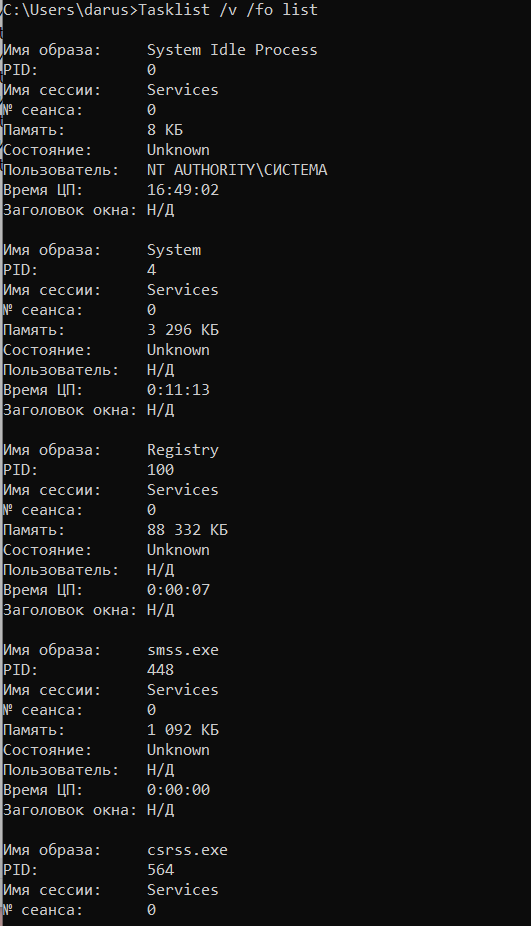 C:\Users\darus>Tasklist /v /fo list
Имя образа: System Idle Process
PID: 0
Имя сессии: Services
№ сеанса: 0
Память: 8 КБ
Состояние: Unknown
Пользователь: NT AUTHORITY\СИСТЕМА
Время ЦП: 16:49:02
Заголовок окна: Н/Д
Имя образа: System
PID: 4
Имя сессии: Services
№ сеанса: 0
Память: 3 296 КБ
Состояние: Unknown
Пользователь: Н/Д
Время ЦП: 0:11:13
Заголовок окна: Н/Д
Имя образа: Registry
PID: 100
Имя сессии: Services
№ сеанса: 0
Память: 88 332 КБ
Состояние: Unknown
Пользователь: Н/Д
Время ЦП: 0:00:07
Заголовок окна: Н/Д
Имя образа: smss.exe
PID: 448
Имя сессии: Services
№ сеанса: 0
Память: 1 092 КБ
Состояние: Unknown
Пользователь: Н/Д
Время ЦП: 0:00:00
Заголовок окна: Н/Д
Имя образа: csrss.exe
PID: 564
Имя сессии: Services
№ сеанса: 0